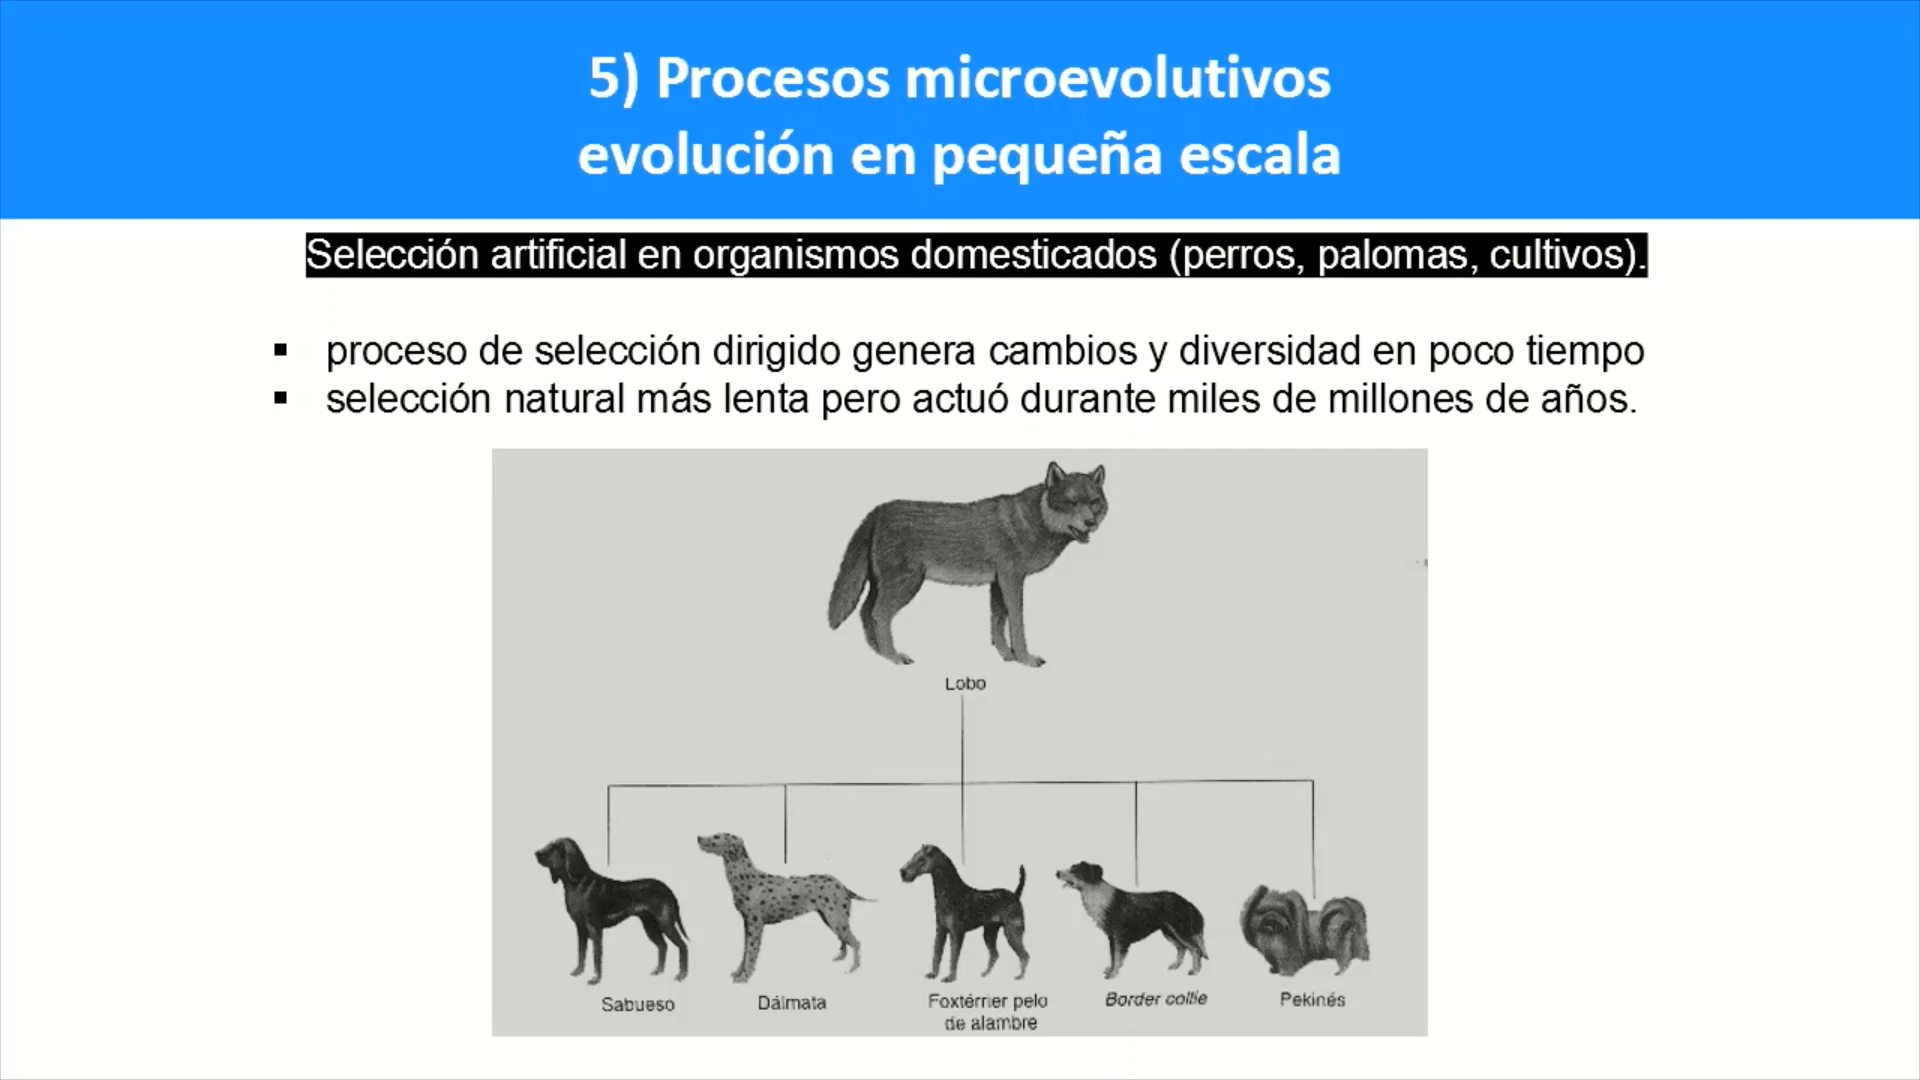 5) Procesos microevolutivos
evolución en pequeña escala
Selección artificial en organismos domesticados (perros, palomas, cultivos).
▪ proceso de selección dirigido genera cambios y diversidad en poco tiempo
▪ selección natural más lenta pero actuó durante miles de millones de años.
Lobo
Sabueso
Dálmata
Foxtérrier pelo
de alambre
Border collie
Pekinés